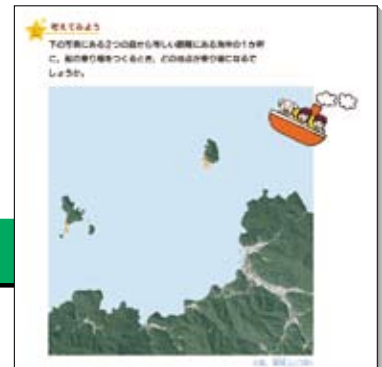 考えてみよう
下の写真にある2つの島から等しい距離にある海岸の1か所
に，船の乗り場をつくるとき，どの地点が乗り場になるで
しょうか。